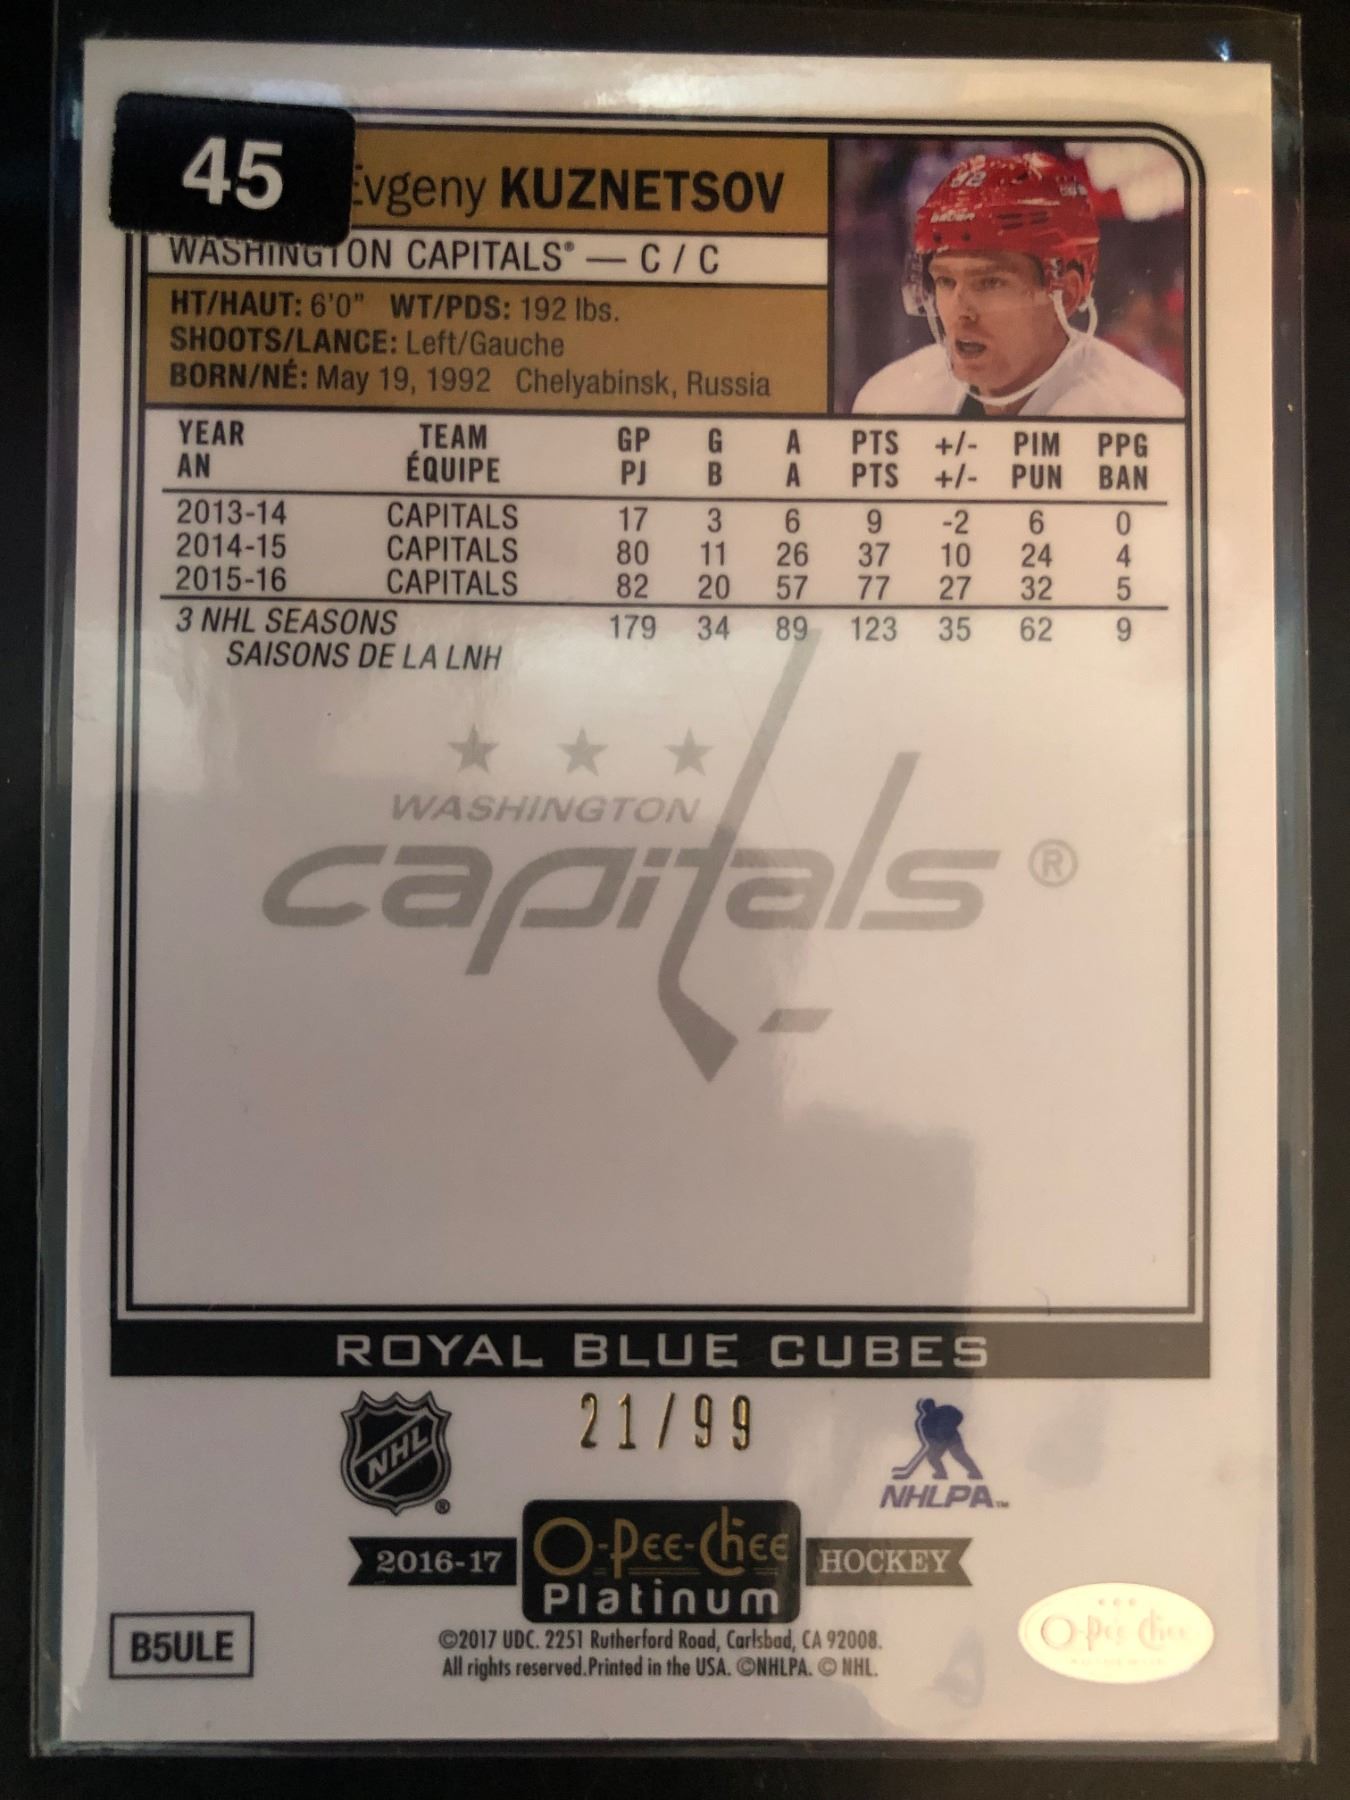 45
Evgeny KUZNETSOV
92
BAUER
WASHINGTON CAPITALS® — C / C
HT/HAUT: 6'0" WT/PDS: 192 lbs.
SHOOTS/LANCE: Left/Gauche
BORN/NÉ: May 19, 1992 Chelyabinsk, Russia
YEAR TEAM GP G A PTS +/- PIM PPG
AN ÉQUIPE PJ B A PTS +/- PUN BAN
2013-14 CAPITALS 17 3 6 9 -2 6 0
2014-15 CAPITALS 80 11 26 37 10 24 4
2015-16 CAPITALS 82 20 57 77 27 32 5
3 NHL SEASONS 179 34 89 123 35 62 9
SAISONS DE LA LNH
WASHINGTON
capitals ®
ROYAL BLUE CUBES
21/99
NHL ®
NHLPA™
2016-17 O-Pee-Chee HOCKEY
Platinum
B5ULE
©2017 UDC. 2251 Rutherford Road, Carlsbad, CA 92008.
All rights reserved. Printed in the USA. ©NHLPA. © NHL.
O-Pee-Chee